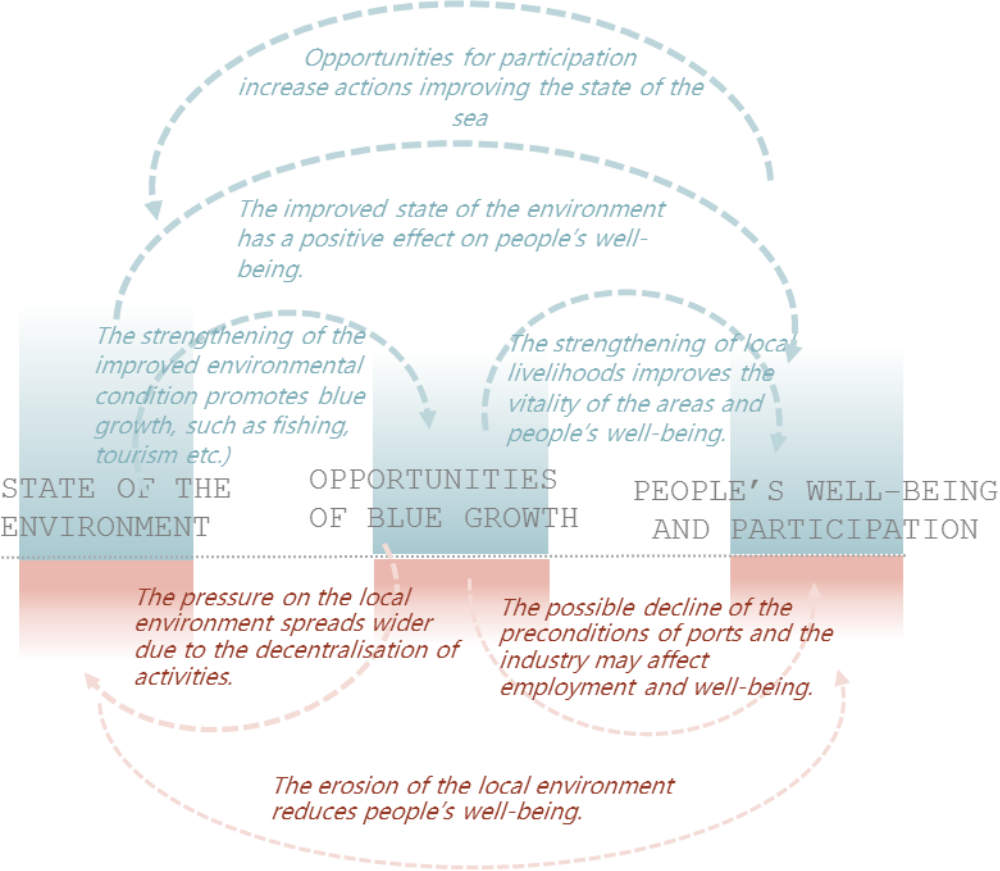 Opportunities for participation
increase actions improving the state of the
sea
The improved state of the environment
has a positive effect on people's well-
being.
The strengthening of the
improved environmental
condition promotes blue
growth, such as fishing,
tourism etc.)
The strengthening of local
livelihoods improves the
vitality of the areas and
people's well-being.
STATE OF THE
ENVIRONMENT
OPPORTUNITIES
OF BLUE GROWTH
PEOPLE'S WELL-BEING
AND PARTICIPATION
The pressure on the local
environment spreads wider
due to the decentralisation of
activities.
The possible decline of the
preconditions of ports and the
industry may affect
employment and well-being.
The erosion of the local environment
reduces people's well-being.